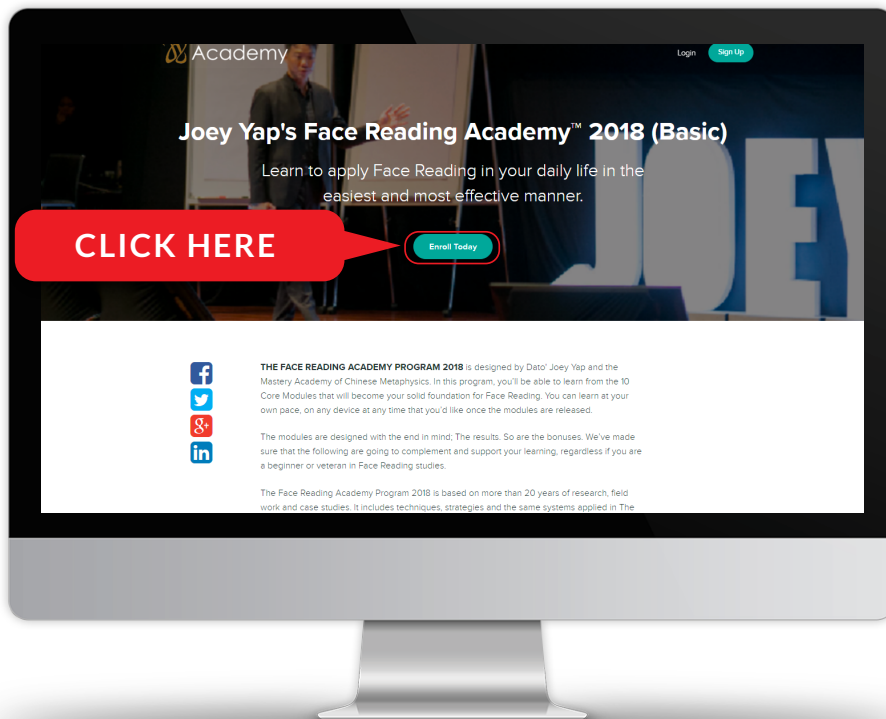 Academy
Login
Sign Up
Joey Yap's Face Reading Academy™ 2018 (Basic)
Learn to apply Face Reading in your daily life in the
easiest and most effective manner.
CLICK HERE
Enroll Today
JOEY
THE FACE READING ACADEMY PROGRAM 2018 is designed by Dato' Joey Yap and the
Mastery Academy of Chinese Metaphysics. In this program, you'll be able to learn from the 10
Core Modules that will become your solid foundation for Face Reading. You can learn at your
own pace, on any device at any time that you'd like once the modules are released.
The modules are designed with the end in mind; The results. So are the bonuses. We've made
sure that the following are going to complement and support your learning, regardless if you are
a beginner or veteran in Face Reading studies.
The Face Reading Academy Program 2018 is based on more than 20 years of research, field
work and case studies. It includes techniques, strategies and the same systems applied in The